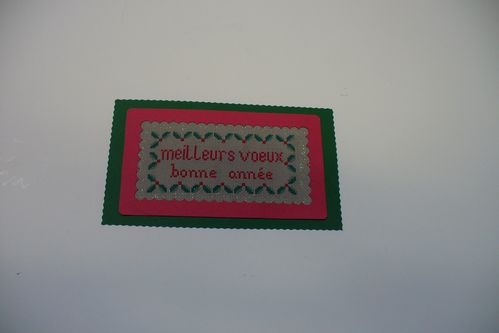 meilleurs voeux
bonne année